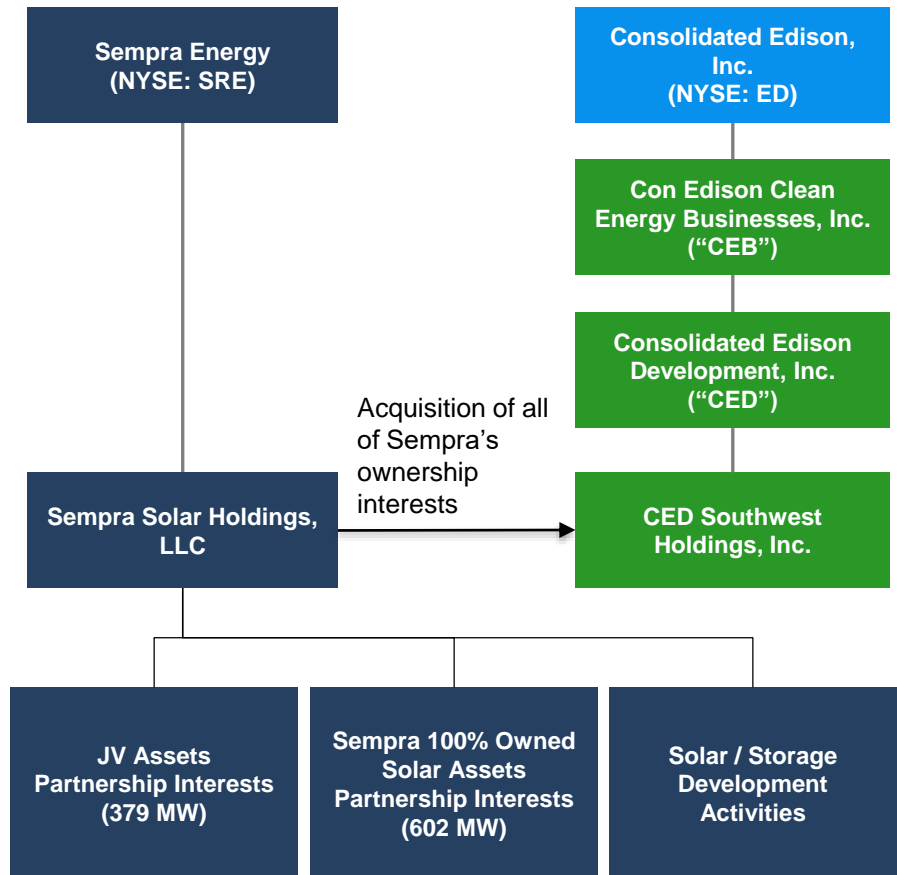 Sempra Energy
(NYSE: SRE)
Consolidated Edison,
Inc.
(NYSE: ED)
Con Edison Clean
Energy Businesses, Inc.
(“CEB”)
Consolidated Edison
Development, Inc.
(“CED”)
Acquisition of all
of Sempra’s
ownership
interests
Sempra Solar Holdings,
LLC
CED Southwest
Holdings, Inc.
JV Assets
Partnership Interests
(379 MW)
Sempra 100% Owned
Solar Assets
Partnership Interests
(602 MW)
Solar / Storage
Development
Activities